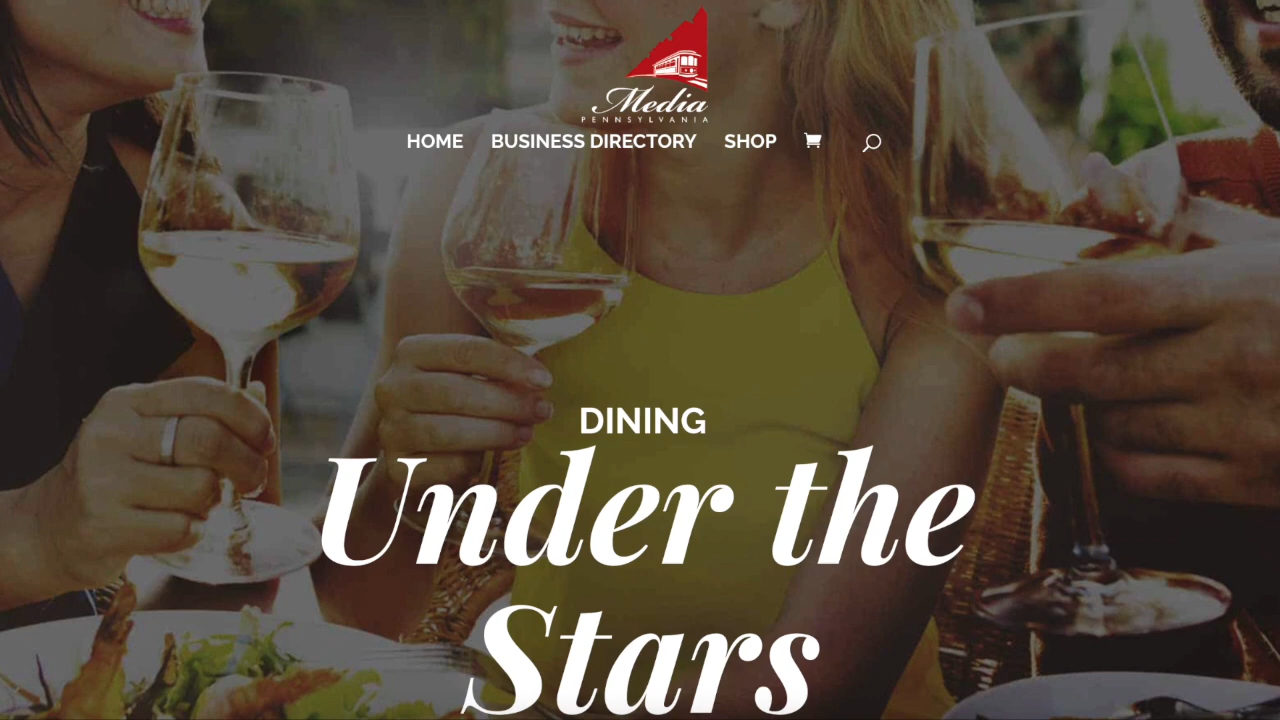 Media
PENNSYLVANIA
HOME BUSINESS DIRECTORY SHOP
DINING
Under the
Stars